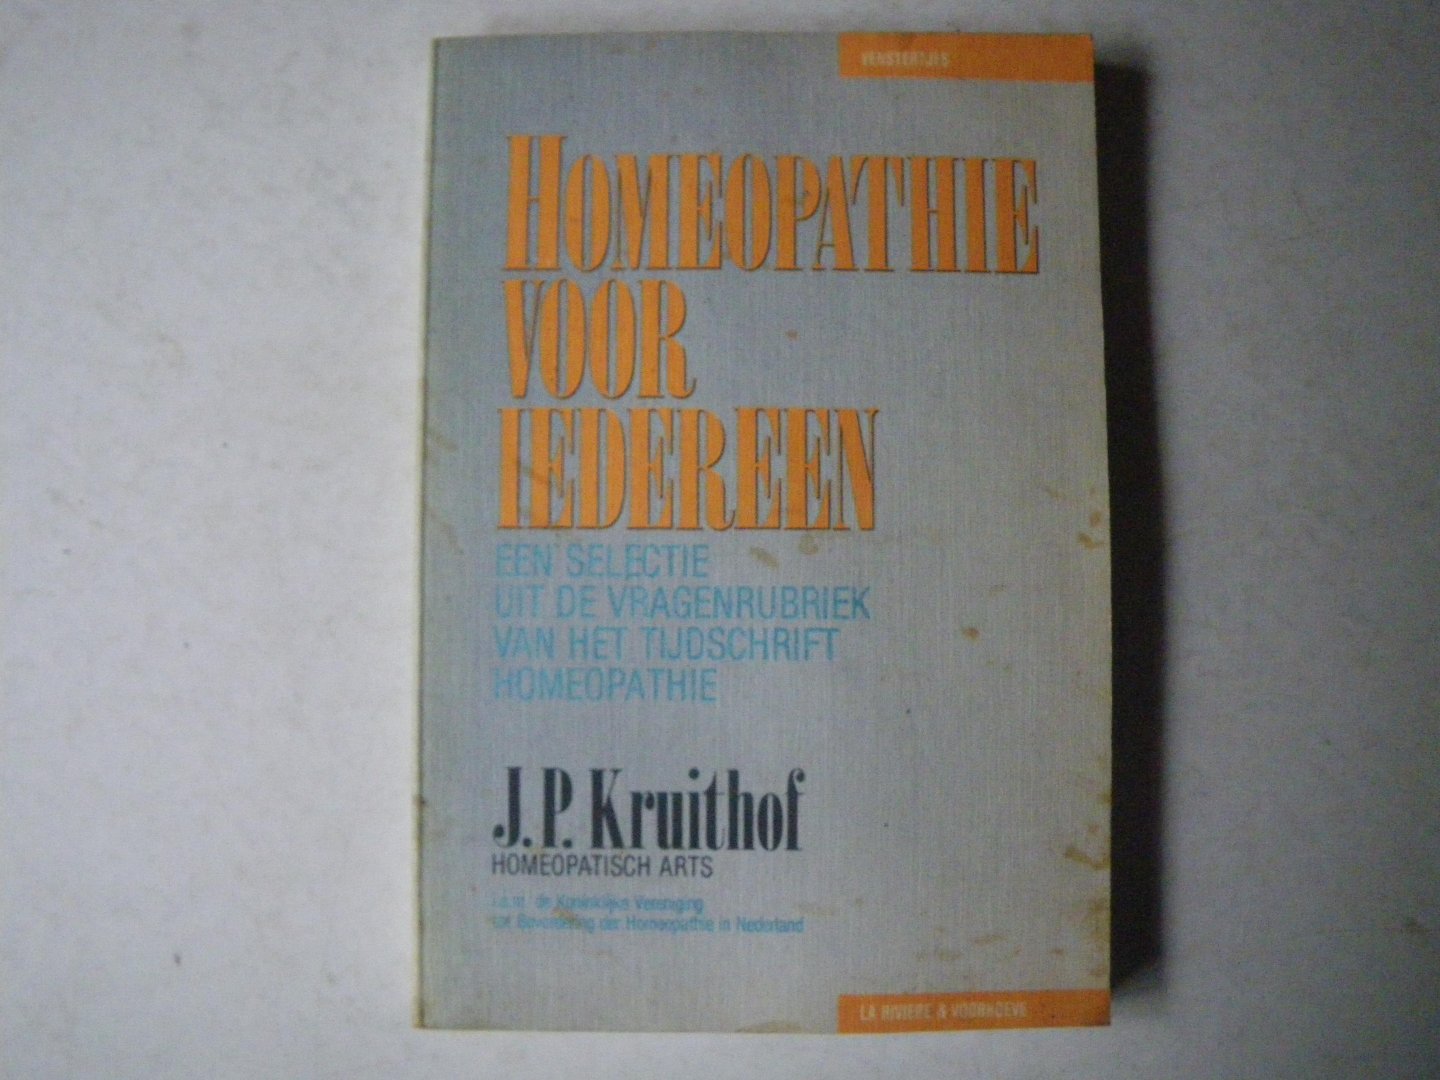 VENSTERTJES
HOMEOPATHIE
VOOR
IEDEREEN
EEN SELECTIE
UIT DE VRAGENRUBRIEK
VAN HET TIJDSCHRIFT
HOMEOPATHIE
J.P. Kruithof
HOMEOPATISCH ARTS
i.s.m. de Koninklijke Vereniging
tot Bevordering der Homeopathie in Nederland
LA RIVIERE & VOORHOEVE